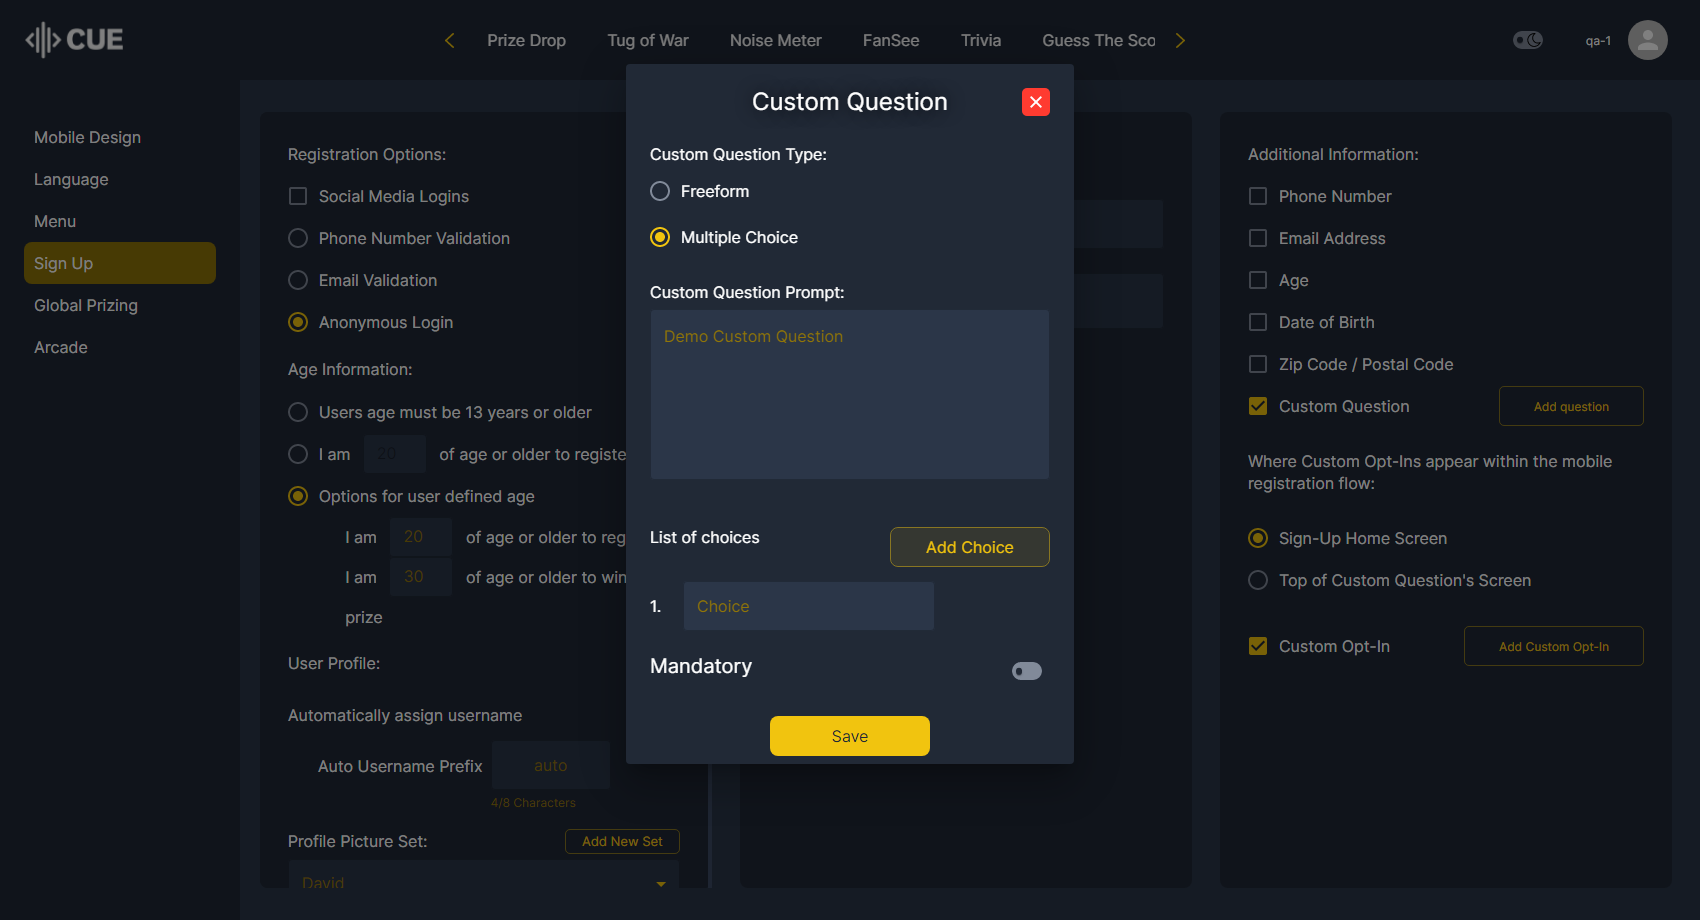 CUE
Prize Drop
Tug of War
Noise Meter
FanSee
Trivia
Guess The Sco
qa-1
Mobile Design
Language
Menu
Sign Up
Global Prizing
Arcade
Registration Options:
Social Media Logins
Phone Number Validation
Email Validation
Anonymous Login
Age Information:
Users age must be 13 years or older
I am 20 of age or older to registe
Options for user defined age
I am 20 of age or older to reg
I am 30 of age or older to win
prize
User Profile:
Automatically assign username
Auto Username Prefix auto
4/8 Characters
Profile Picture Set: Add New Set
David
Custom Question
Custom Question Type:
Freeform
Multiple Choice
Custom Question Prompt:
Demo Custom Question
List of choices Add Choice
1. Choice
Mandatory
Save
Additional Information:
Phone Number
Email Address
Age
Date of Birth
Zip Code / Postal Code
Custom Question Add question
Where Custom Opt-Ins appear within the mobile
registration flow:
Sign-Up Home Screen
Top of Custom Question's Screen
Custom Opt-In Add Custom Opt-In